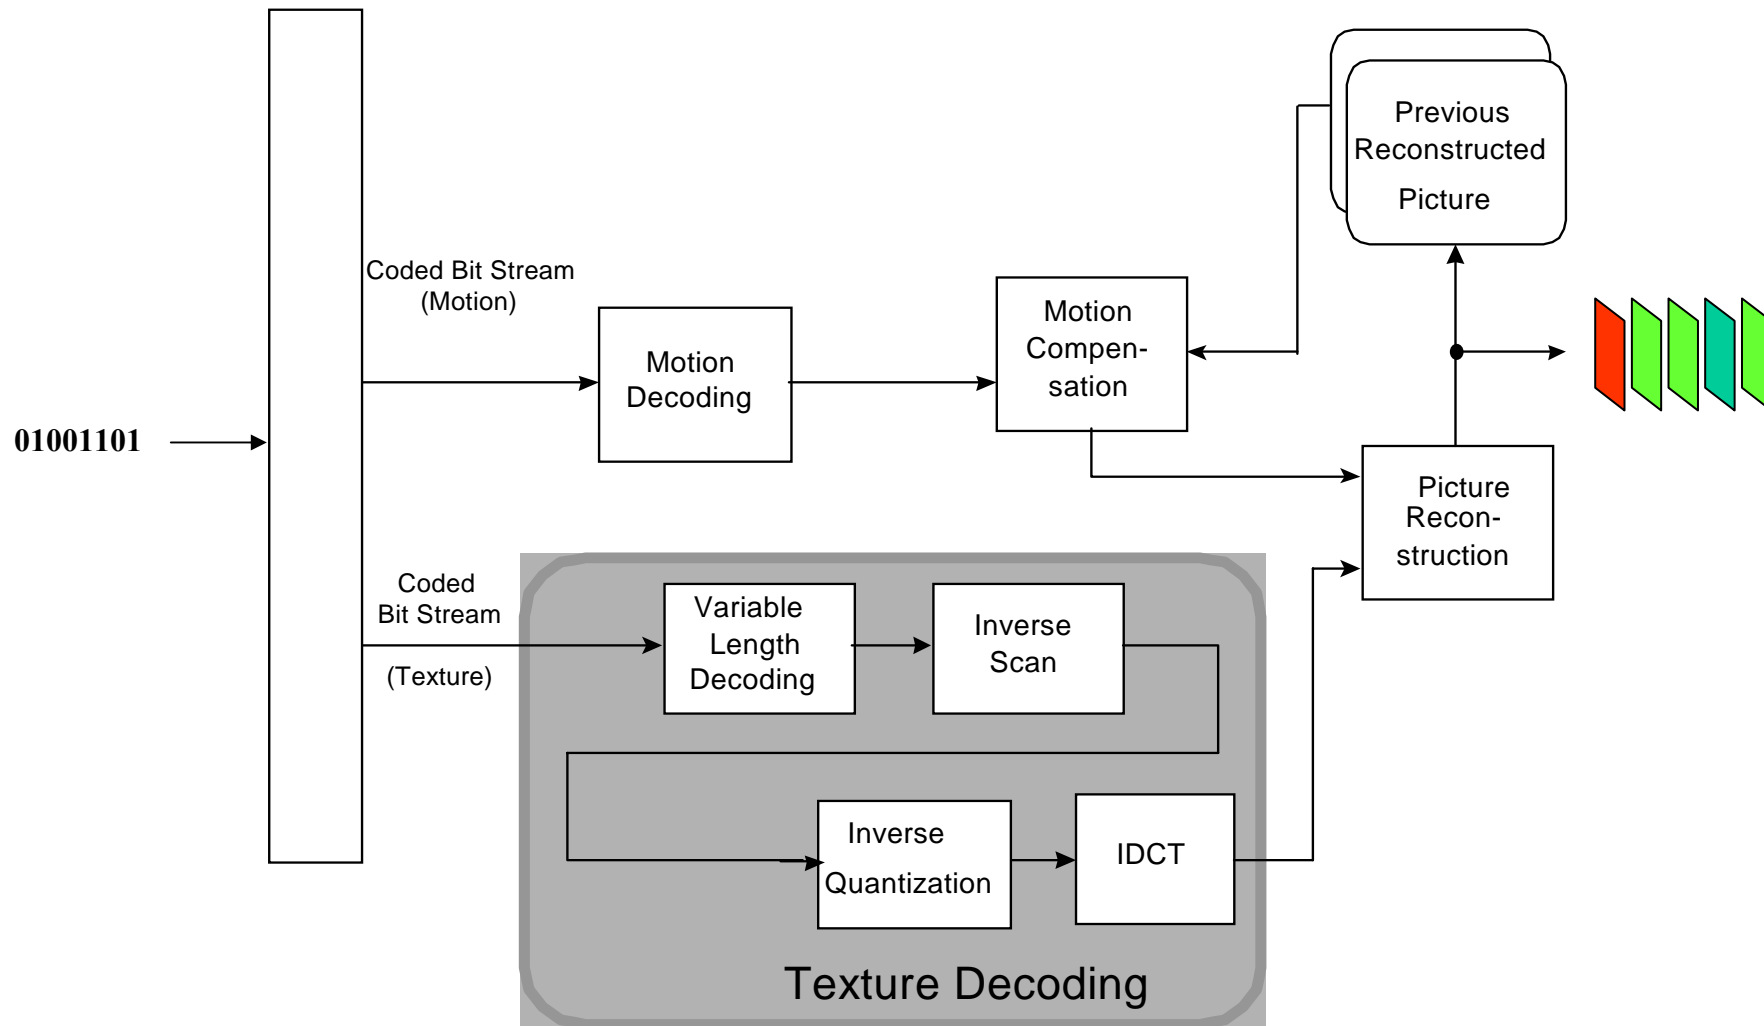 01001101
Coded Bit Stream
(Motion)
Motion
Decoding
Motion
Compen-
sation
Previous
Reconstructed
Picture
Picture
Recon-
struction
Coded
Bit Stream
(Texture)
Variable
Length
Decoding
Inverse
Scan
Inverse
Quantization
IDCT
Texture Decoding